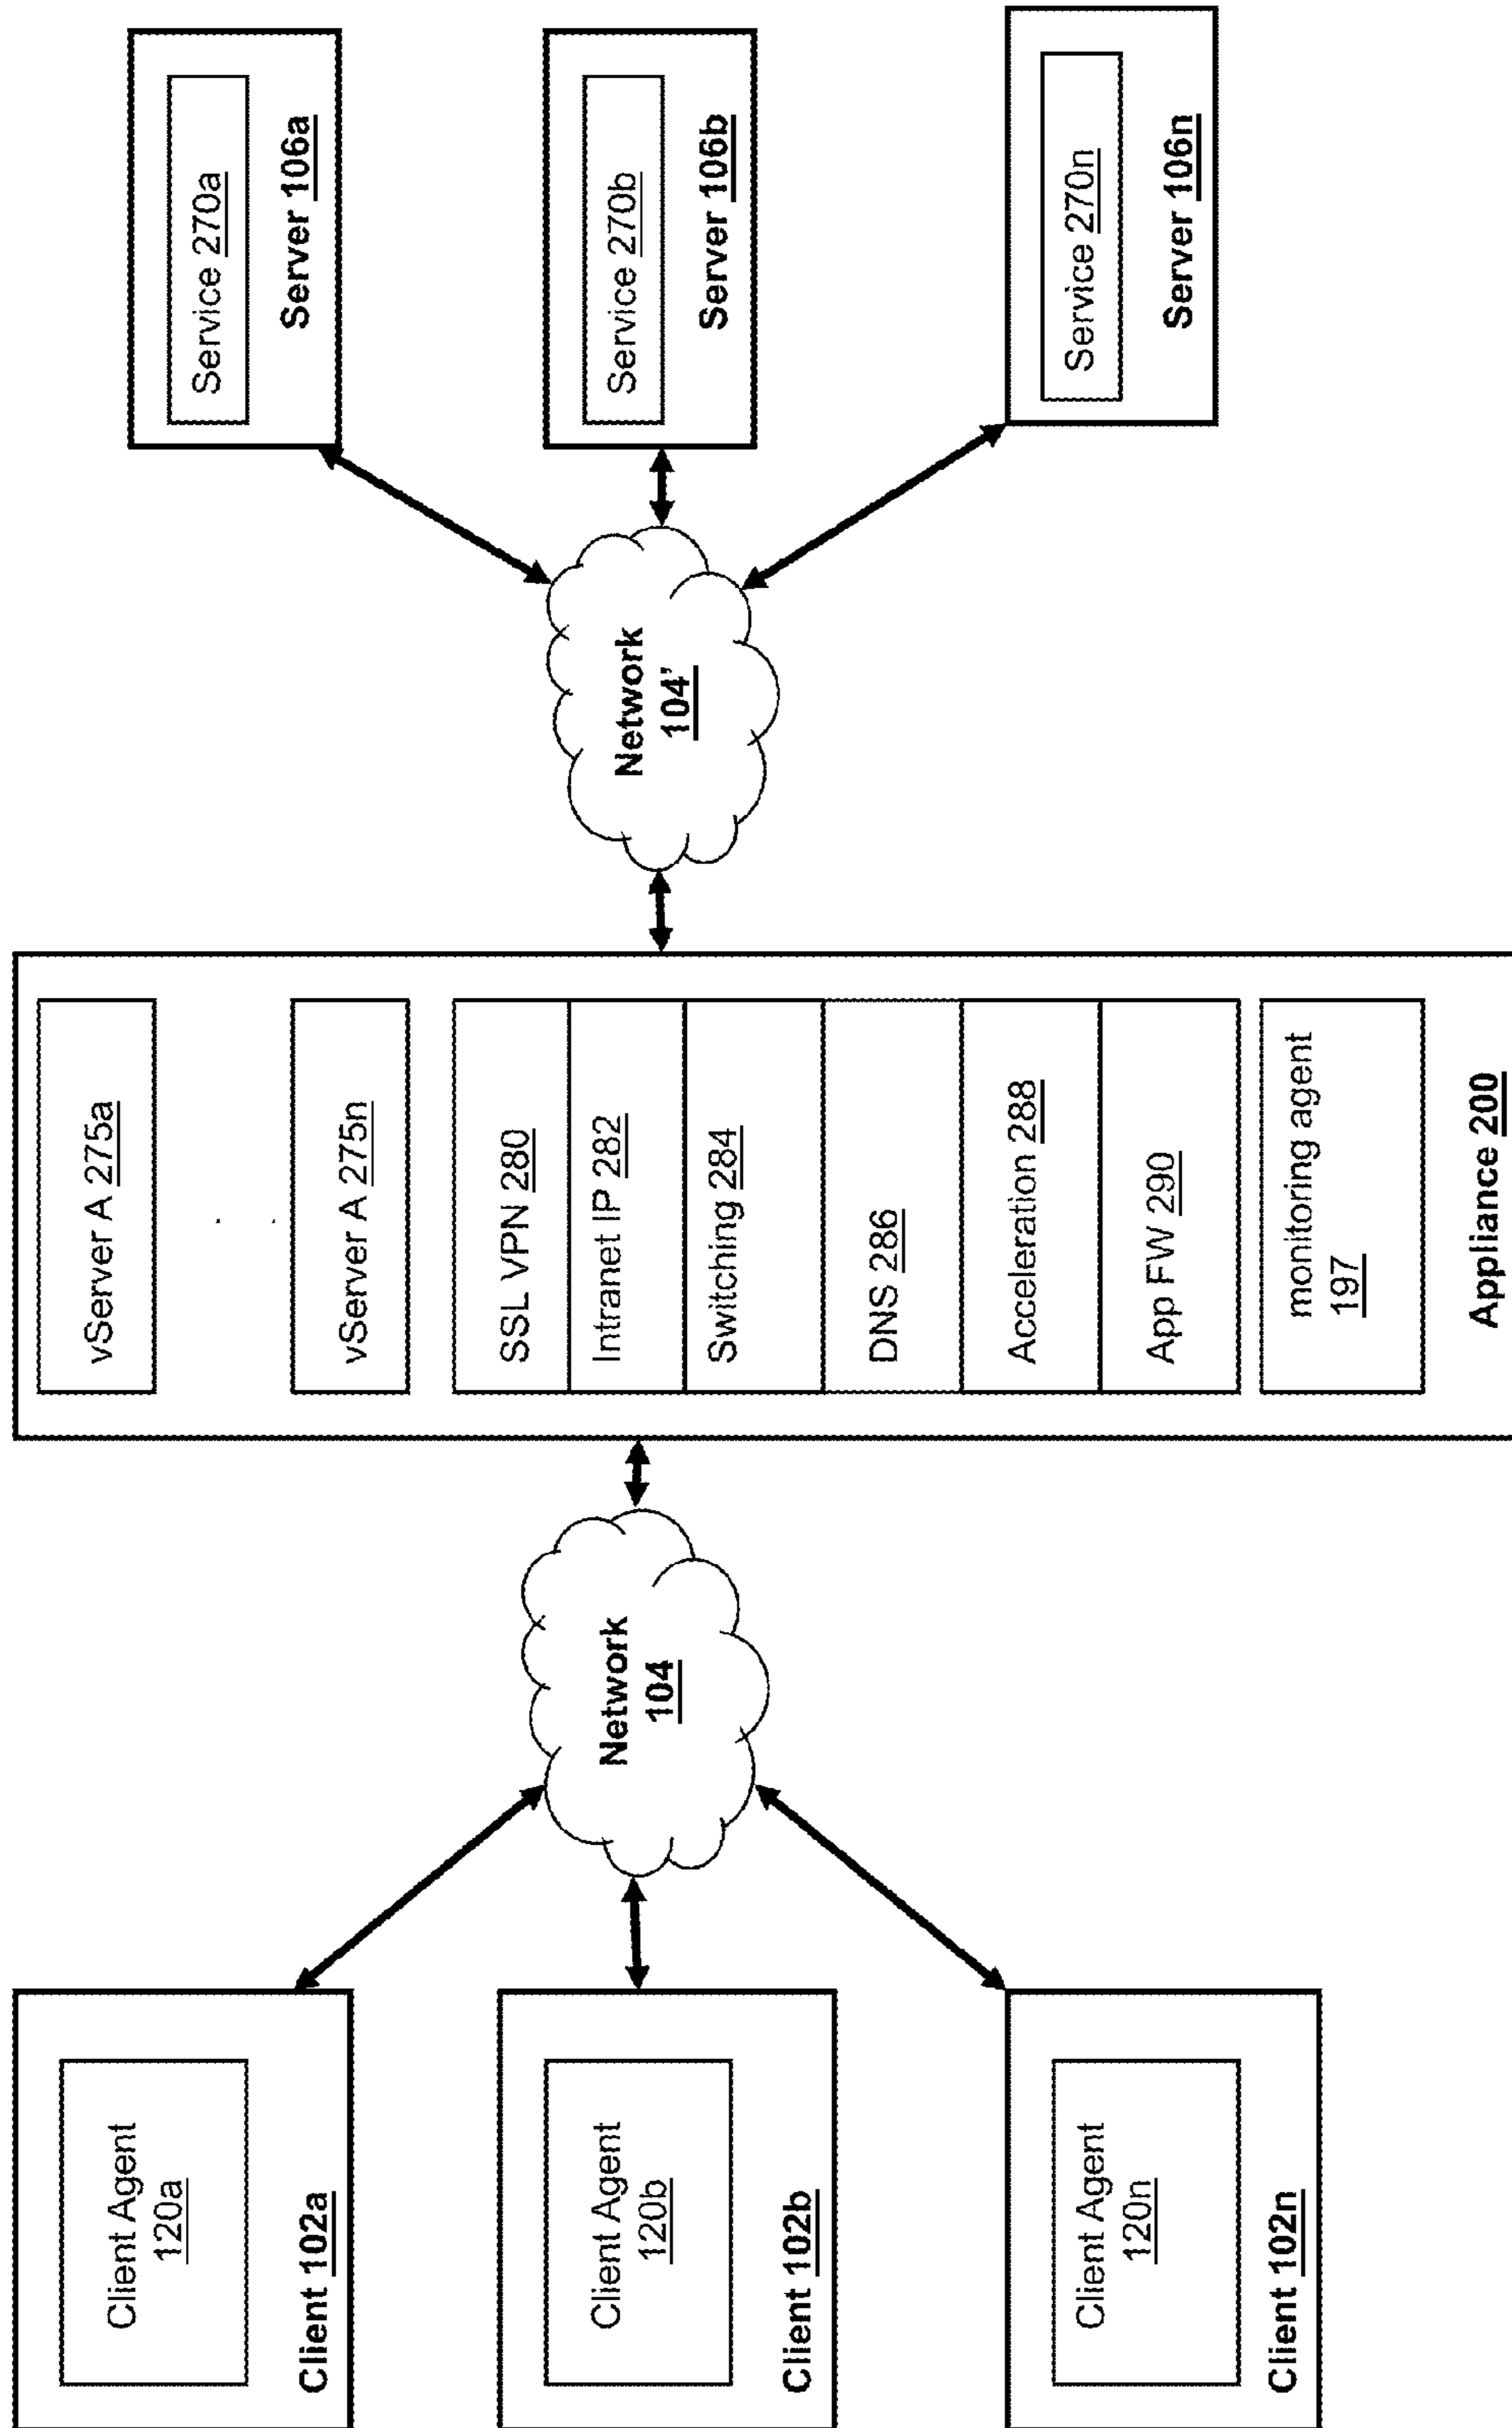 Client Agent
120a
Client 102a
Client Agent
120b
Client 102b
Client Agent
120n
Client 102n
Network
104
vServer A 275a
. .
vServer A 275n
SSL VPN 280
Intranet IP 282
Switching 284
DNS 286
Acceleration 288
App FW 290
monitoring agent
197
Appliance 200
Network
104'
Service 270a
Server 106a
Service 270b
Server 106b
Service 270n
Server 106n